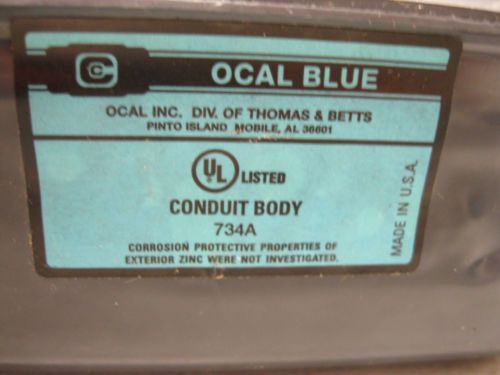 OCAL BLUE
OCAL INC. DIV. OF THOMAS & BETTS
PINTO ISLAND MOBILE, AL 36601
UL LISTED
CONDUIT BODY
734A
CORROSION PROTECTIVE PROPERTIES OF
EXTERIOR ZINC WERE NOT INVESTIGATED.
MADE IN U.S.A.